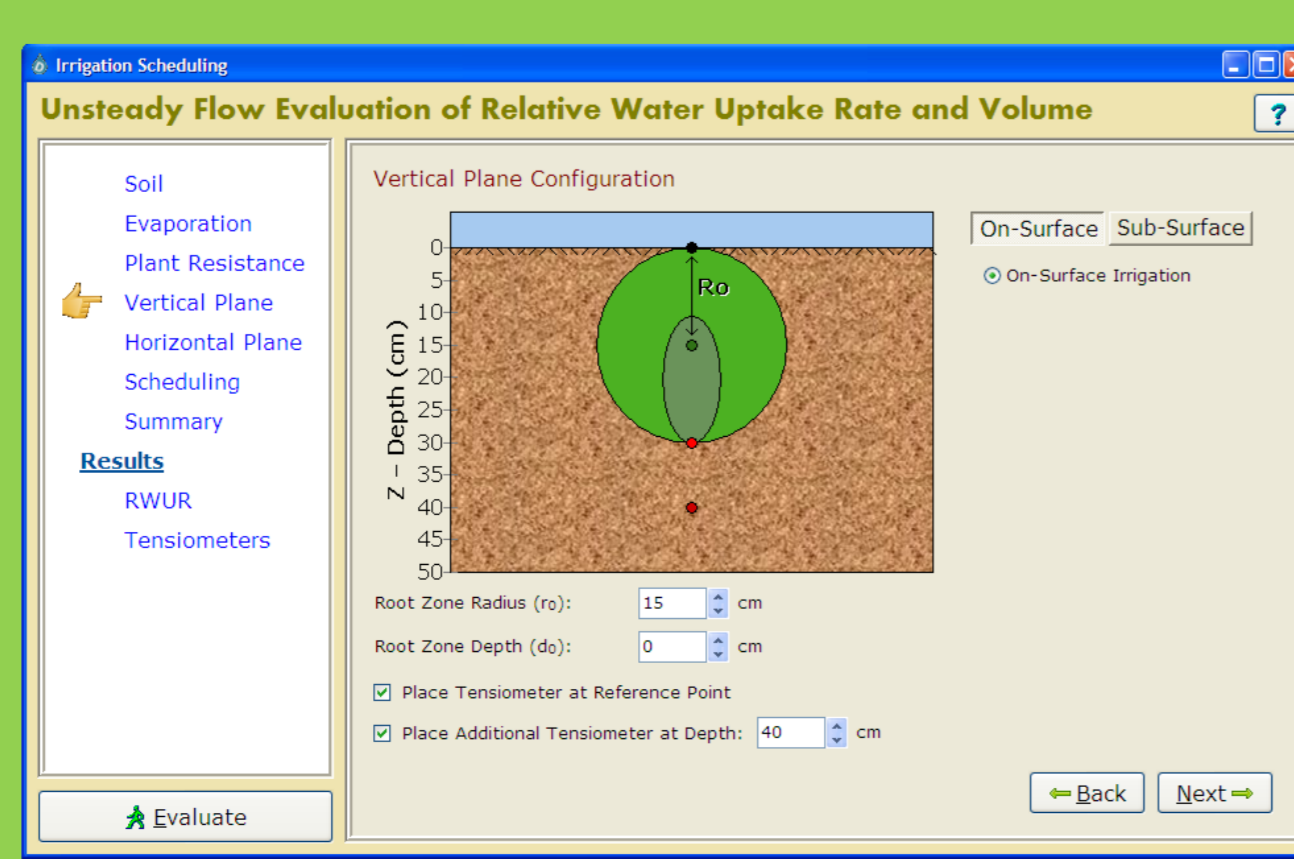 Irrigation Scheduling
Unsteady Flow Evaluation of Relative Water Uptake Rate and Volume
?
Soil
Evaporation
Plant Resistance
Vertical Plane
Horizontal Plane
Scheduling
Summary
Results
RWUR
Tensiometers
Evaluate
Vertical Plane Configuration
Z - Depth (cm)
0
5
10
15
20
25
30
35
40
45
50
Ro
On-Surface Sub-Surface
On-Surface Irrigation
Root Zone Radius (r₀): 15 cm
Root Zone Depth (d₀): 0 cm
Place Tensiometer at Reference Point
Place Additional Tensiometer at Depth: 40 cm
Back Next